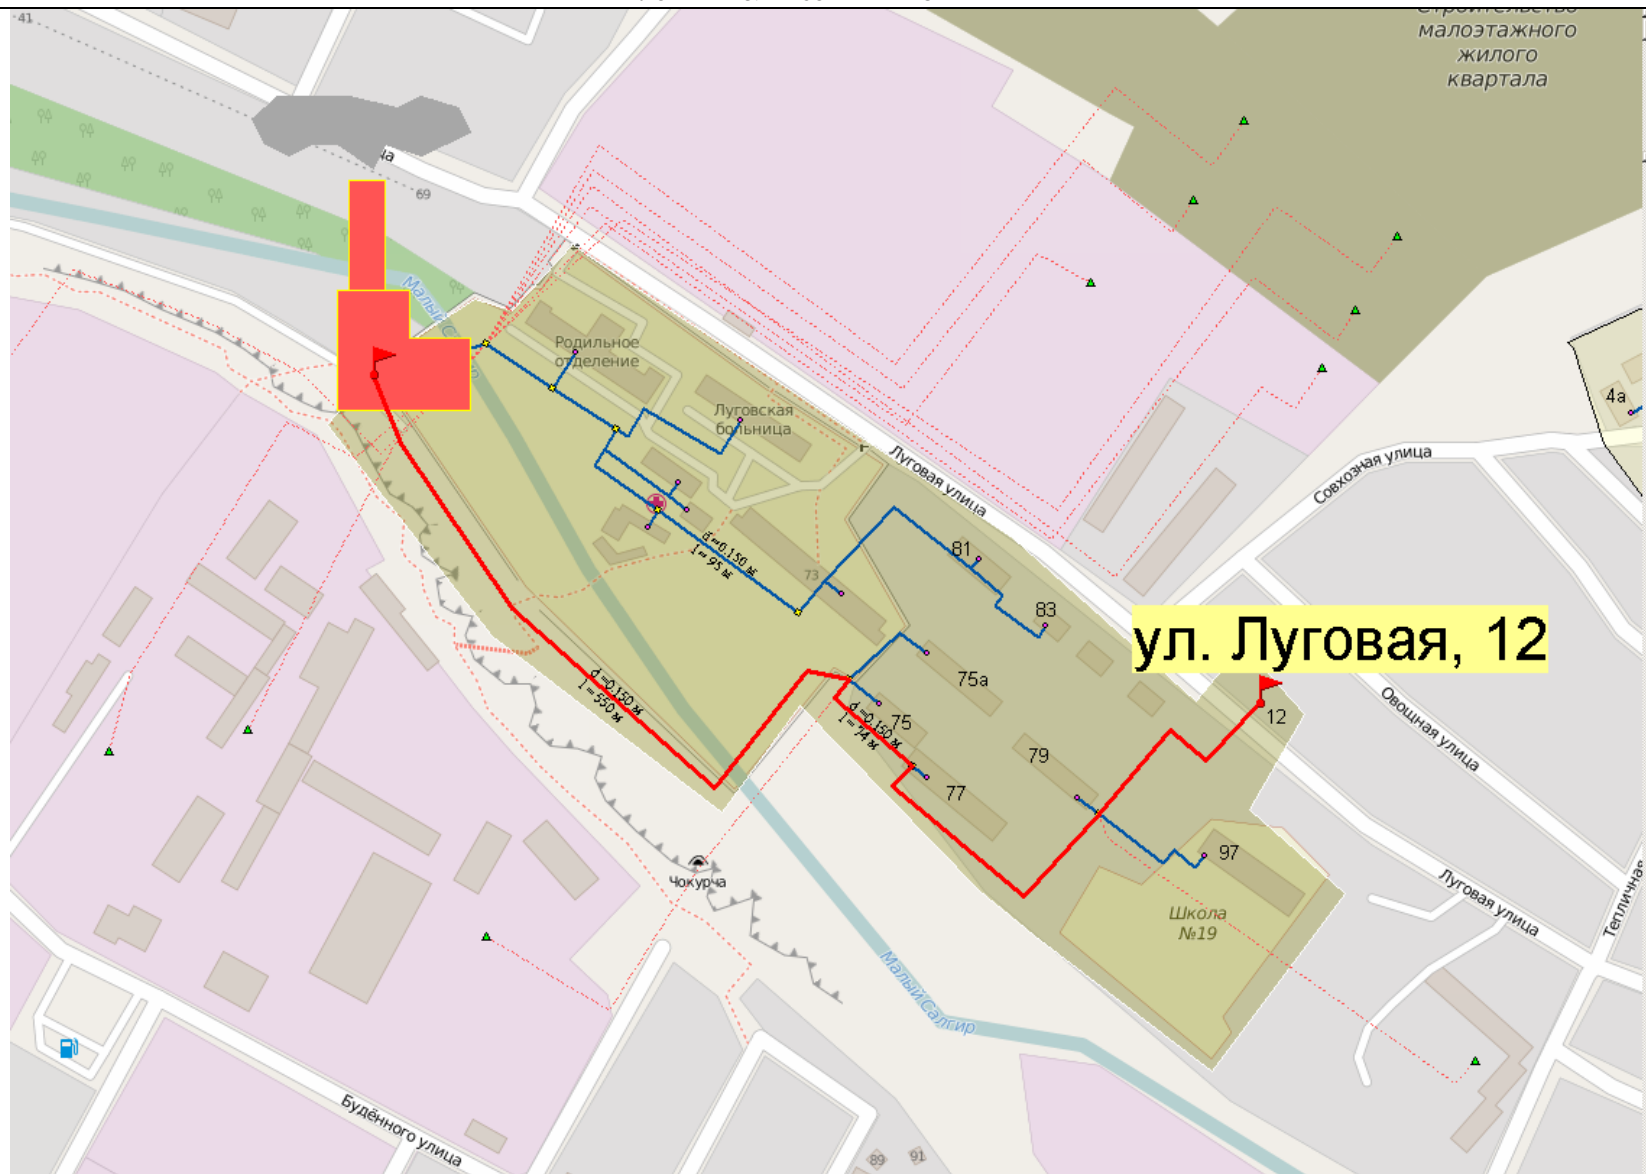 41
Строительство
малоэтажного
жилого
квартала
ца
69
Малый С
ир
Родильное
отделение
4а
Луговская
больница
Луговая улица
Совхозная улица
d=0,150 м
l=95 м
73
81
83
ул. Луговая, 12
75а
d=0,150 м
l=550 м
75
d=0,150 м
l=74 м
12
Овощная улица
79
77
97
Чокурча
Луговая улица
Тепличная
Школа
№19
Малый Салгир
Будённого улица
89
91